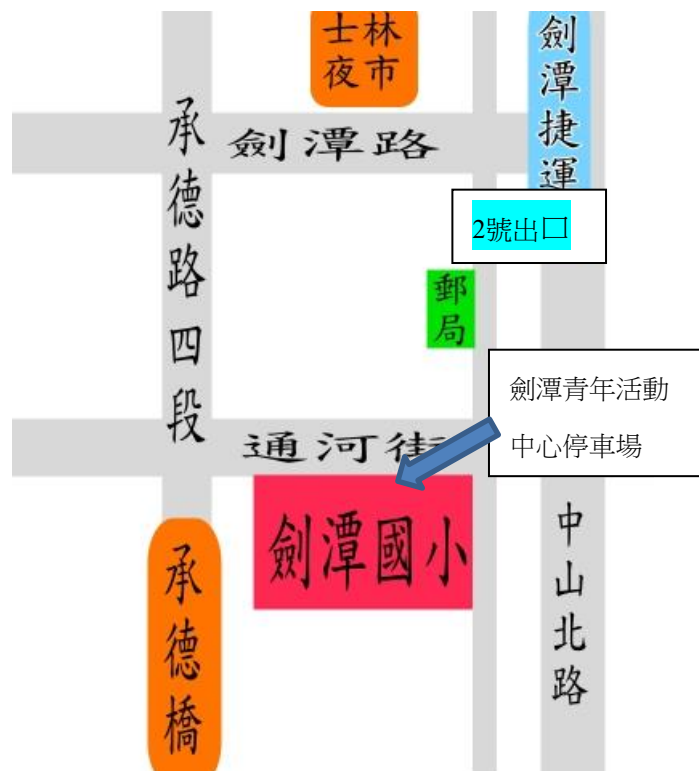 士林
夜市
劍潭捷運
承德路四段
劍潭路
2號出口
郵局
劍潭青年活動
中心停車場
通河街
劍潭國小
中山北路
承德橋